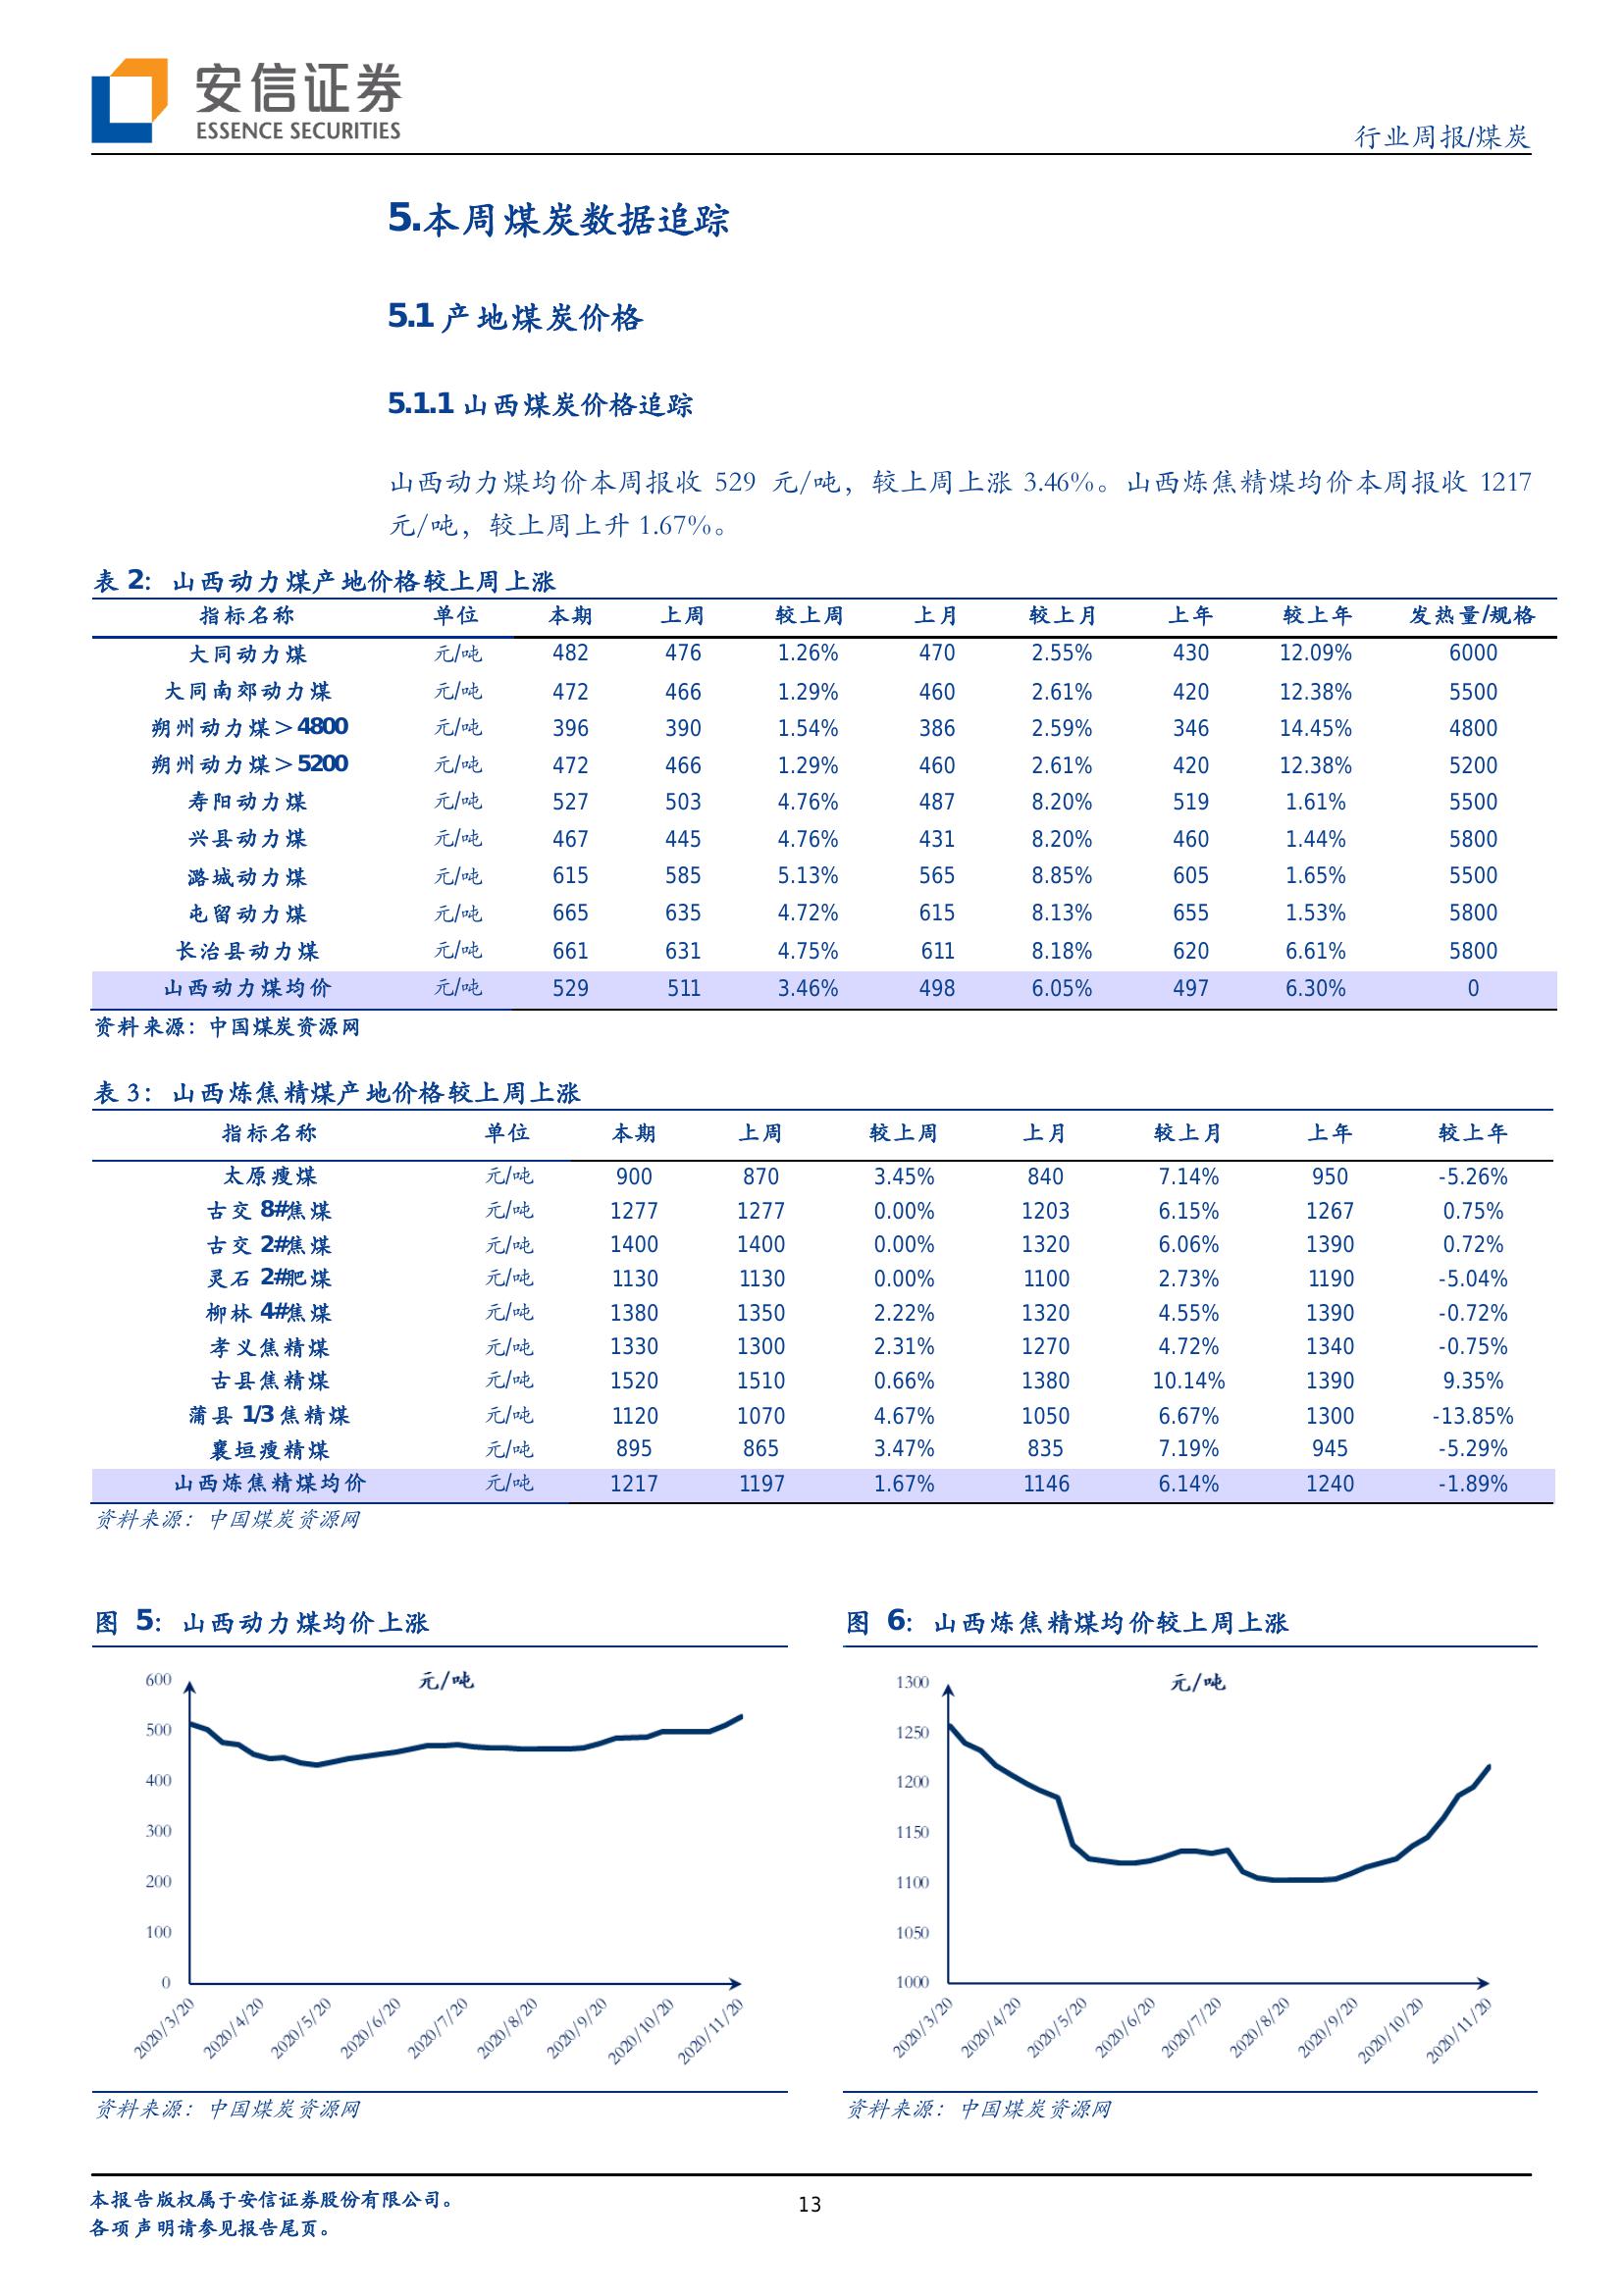 安信证券
ESSENCE SECURITIES
行业周报/煤炭
5.本周煤炭数据追踪
5.1 产地煤炭价格
5.1.1 山西煤炭价格追踪
山西动力煤均价本周报收 529 元/吨，较上周上涨 3.46%。山西炼焦精煤均价本周报收 1217
元/吨，较上周上升 1.67%。
表 2：山西动力煤产地价格较上周上涨
指标名称 单位 本期 上周 较上周 上月 较上月 上年 较上年 发热量/规格
大同动力煤 元/吨 482 476 1.26% 470 2.55% 430 12.09% 6000
大同南郊动力煤 元/吨 472 466 1.29% 460 2.61% 420 12.38% 5500
朔州动力煤＞4800 元/吨 396 390 1.54% 386 2.59% 346 14.45% 4800
朔州动力煤＞5200 元/吨 472 466 1.29% 460 2.61% 420 12.38% 5200
寿阳动力煤 元/吨 527 503 4.76% 487 8.20% 519 1.61% 5500
兴县动力煤 元/吨 467 445 4.76% 431 8.20% 460 1.44% 5800
潞城动力煤 元/吨 615 585 5.13% 565 8.85% 605 1.65% 5500
屯留动力煤 元/吨 665 635 4.72% 615 8.13% 655 1.53% 5800
长治县动力煤 元/吨 661 631 4.75% 611 8.18% 620 6.61% 5800
山西动力煤均价 元/吨 529 511 3.46% 498 6.05% 497 6.30% 0
资料来源：中国煤炭资源网
表 3：山西炼焦精煤产地价格较上周上涨
指标名称 单位 本期 上周 较上周 上月 较上月 上年 较上年
太原瘦煤 元/吨 900 870 3.45% 840 7.14% 950 -5.26%
古交 8#焦煤 元/吨 1277 1277 0.00% 1203 6.15% 1267 0.75%
古交 2#焦煤 元/吨 1400 1400 0.00% 1320 6.06% 1390 0.72%
灵石 2#肥煤 元/吨 1130 1130 0.00% 1100 2.73% 1190 -5.04%
柳林 4#焦煤 元/吨 1380 1350 2.22% 1320 4.55% 1390 -0.72%
孝义焦精煤 元/吨 1330 1300 2.31% 1270 4.72% 1340 -0.75%
古县焦精煤 元/吨 1520 1510 0.66% 1380 10.14% 1390 9.35%
蒲县 1/3 焦精煤 元/吨 1120 1070 4.67% 1050 6.67% 1300 -13.85%
襄垣瘦精煤 元/吨 895 865 3.47% 835 7.19% 945 -5.29%
山西炼焦精煤均价 元/吨 1217 1197 1.67% 1146 6.14% 1240 -1.89%
资料来源：中国煤炭资源网
图 5：山西动力煤均价上涨
元/吨
600
500
400
300
200
100
0
2020/3/20 2020/4/20 2020/5/20 2020/6/20 2020/7/20 2020/8/20 2020/9/20 2020/10/20 2020/11/20
资料来源：中国煤炭资源网
图 6：山西炼焦精煤均价较上周上涨
元/吨
1300
1250
1200
1150
1100
1050
1000
2020/3/20 2020/4/20 2020/5/20 2020/6/20 2020/7/20 2020/8/20 2020/9/20 2020/10/20 2020/11/20
资料来源：中国煤炭资源网
本报告版权属于安信证券股份有限公司。
各项声明请参见报告尾页。
13